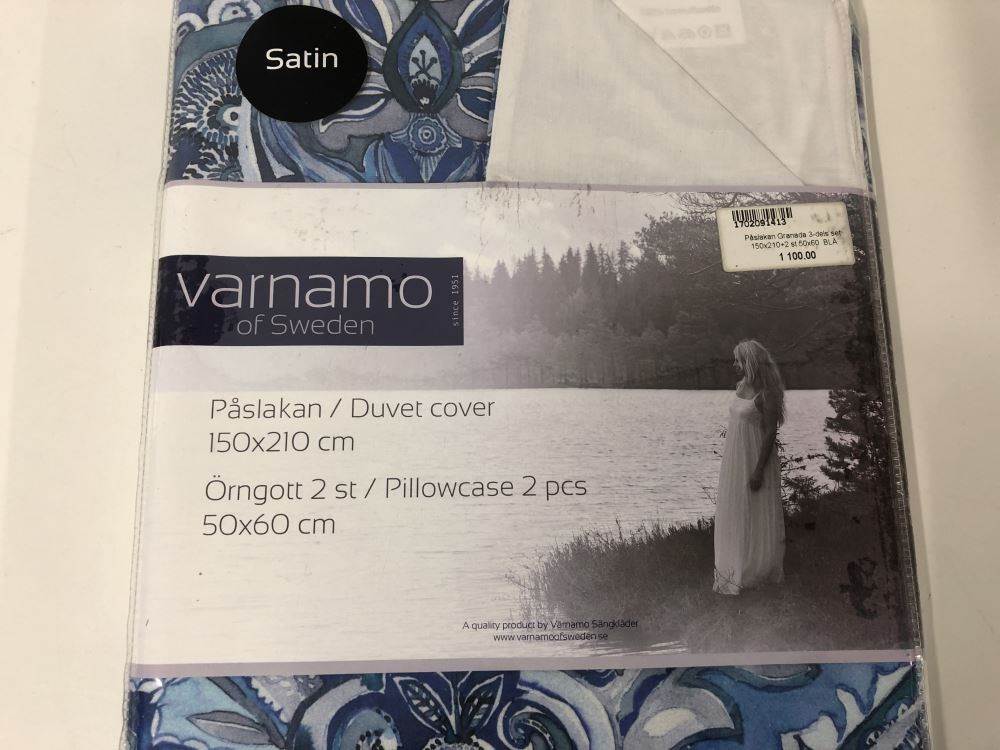 Satin
1702091413
Påslakan Granada 3-dels set
150x210+2 st 50x60 BLÅ
1 100.00
varnamo
of Sweden
since 1951
Påslakan / Duvet cover
150x210 cm
Örngott 2 st / Pillowcase 2 pcs
50x60 cm
A quality product by Värnamo Sängkläder
www.varnamoofsweden.se